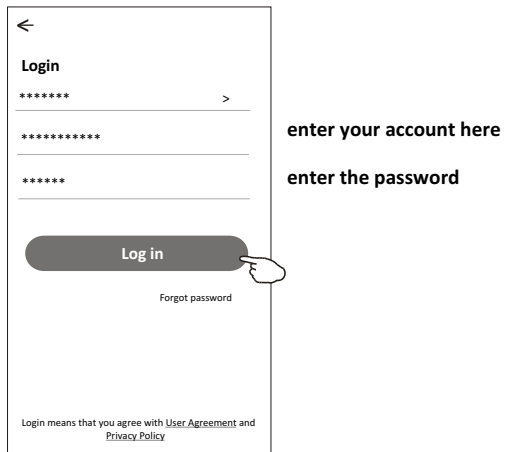 Login
******* >
***********
enter your account here
******
enter the password
Log in
Forgot password
Login means that you agree with User Agreement and
Privacy Policy